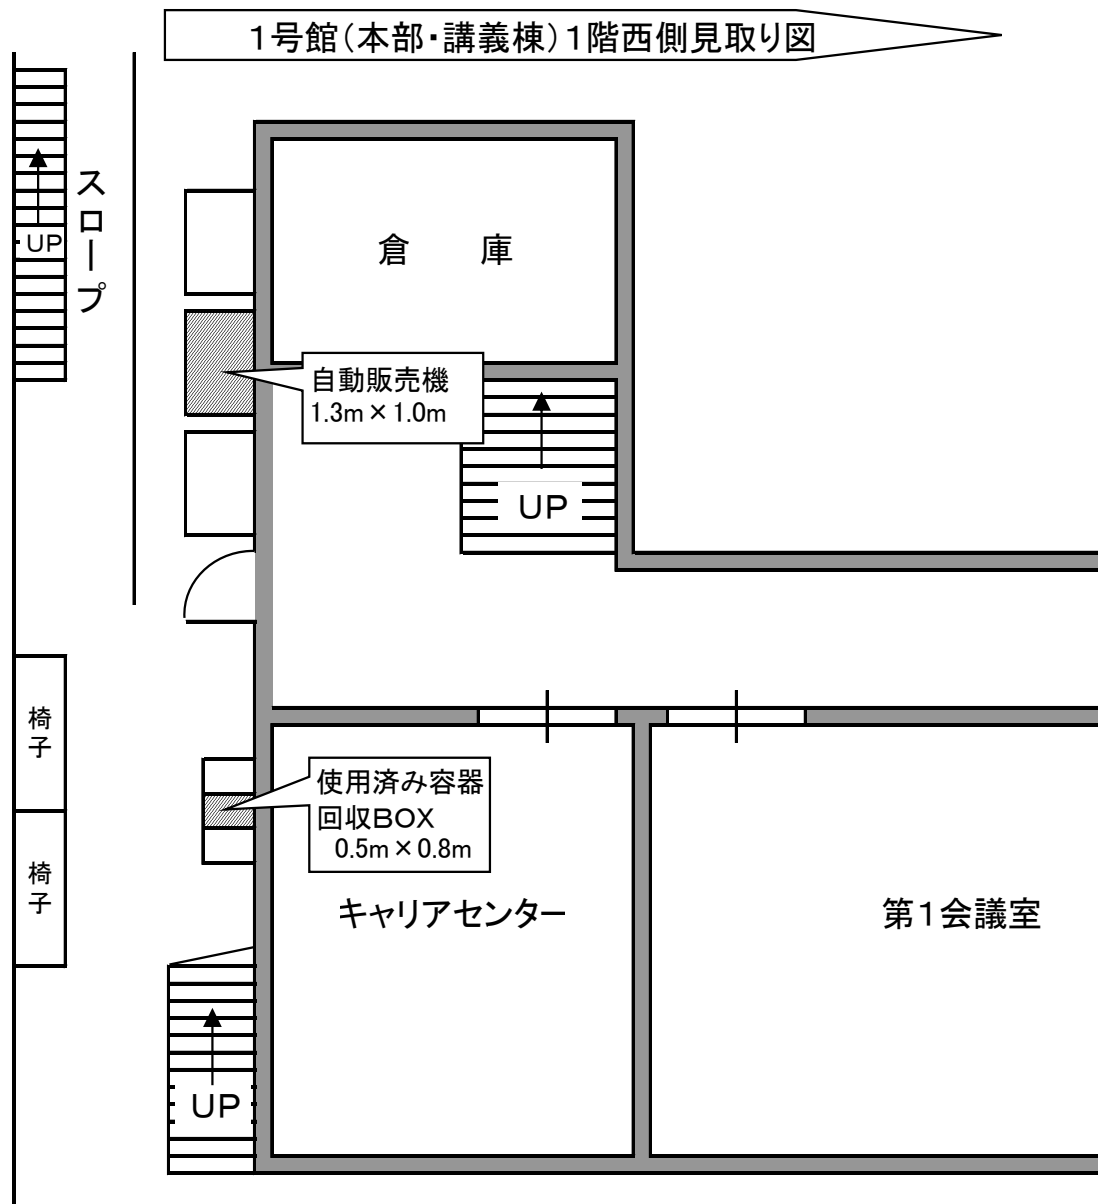 1号館(本部・講義棟)1階西側見取り図
スロープ
UP
倉　庫
自動販売機
1.3m×1.0m
UP
椅子
使用済み容器
回収BOX
0.5m×0.8m
椅子
キャリアセンター
第1会議室
UP